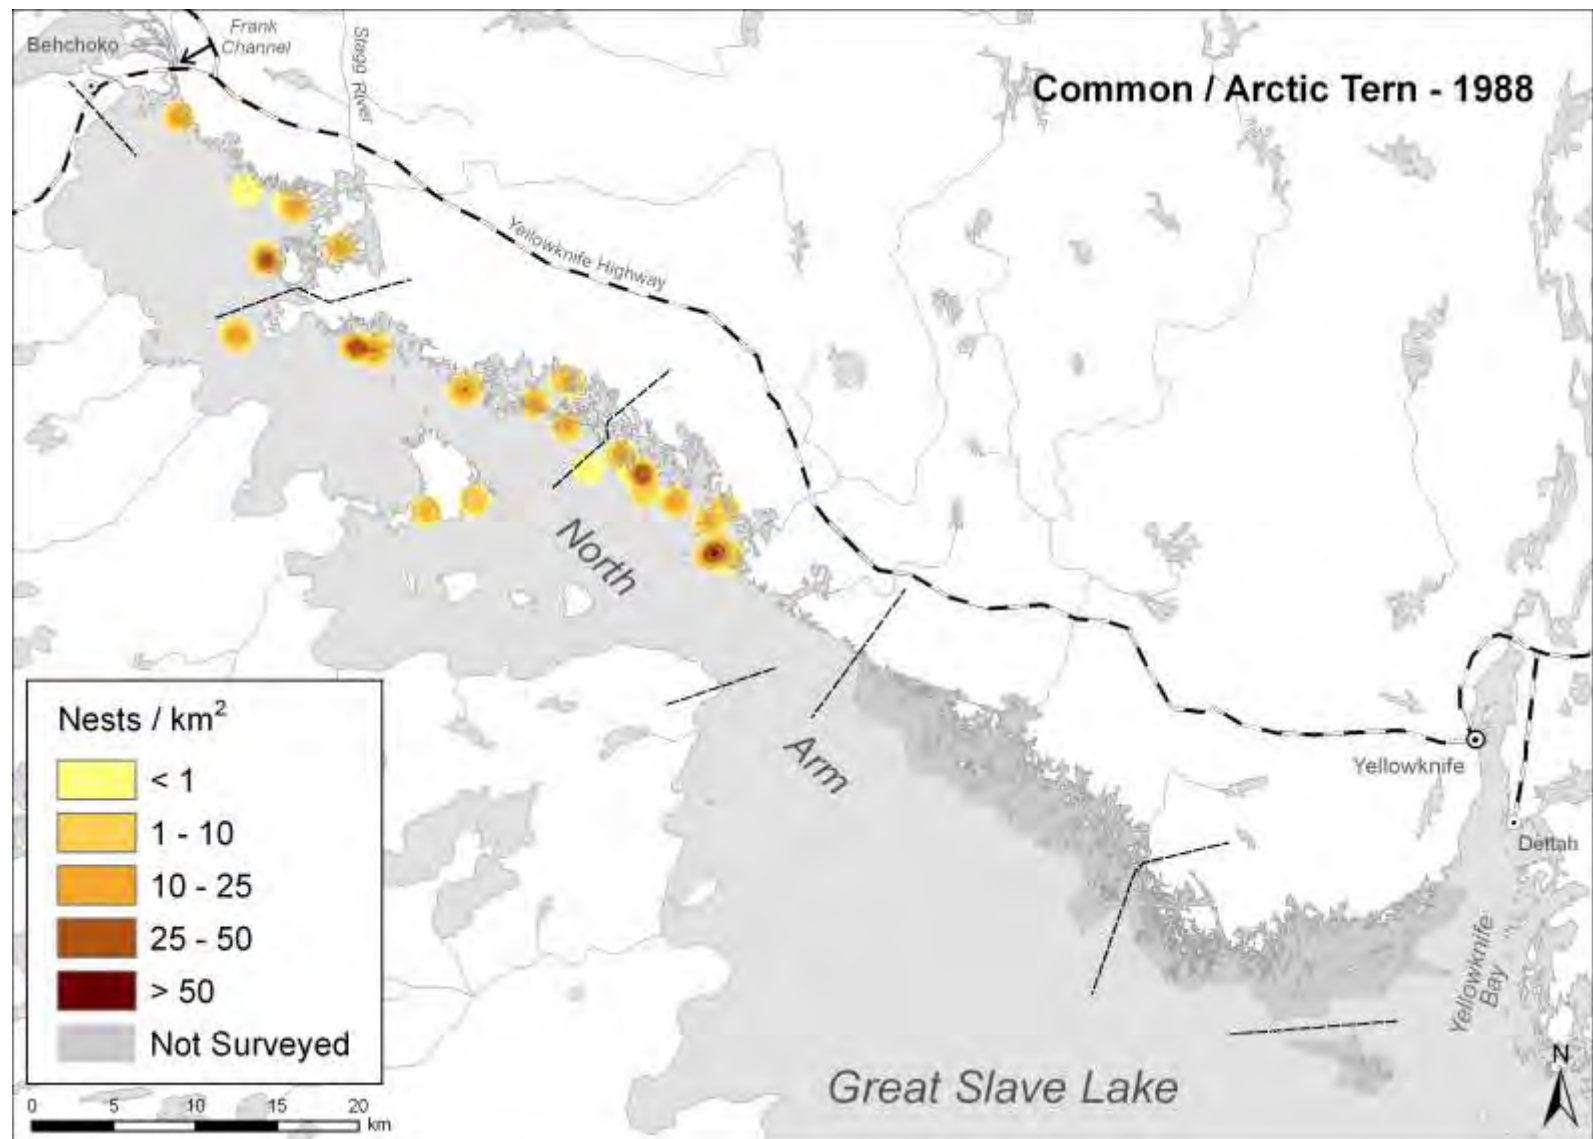 Behchoko
Frank
Channel
Stagg River
Common / Arctic Tern - 1988
Yellowknife Highway
North
Arm
Yellowknife
Dettah
Yellowknife
Bay
Great Slave Lake
N
Nests / km²
< 1
1 - 10
10 - 25
25 - 50
> 50
Not Surveyed
0 5 10 15 20
km